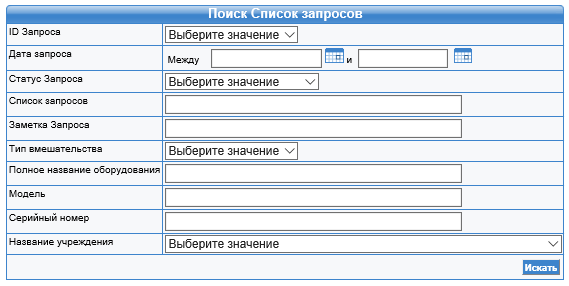 Поиск Список запросов
ID Запроса Выберите значение
Дата запроса Между и
Статус Запроса Выберите значение
Список запросов
Заметка Запроса
Тип вмешательства Выберите значение
Полное название оборудования
Модель
Серийный номер
Название учреждения Выберите значение
Искать